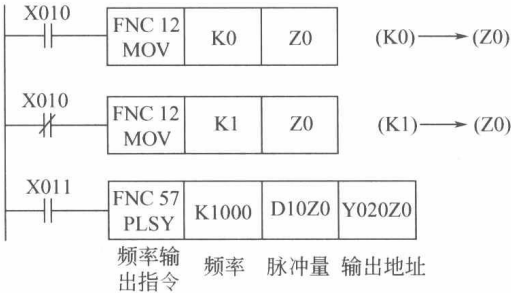 X010
FNC 12 MOV K0 Z0 (K0)→(Z0)
X010
FNC 12 MOV K1 Z0 (K1)→(Z0)
X011
FNC 57 PLSY K1000 D10Z0 Y020Z0
频率输出指令 频率 脉冲量 输出地址